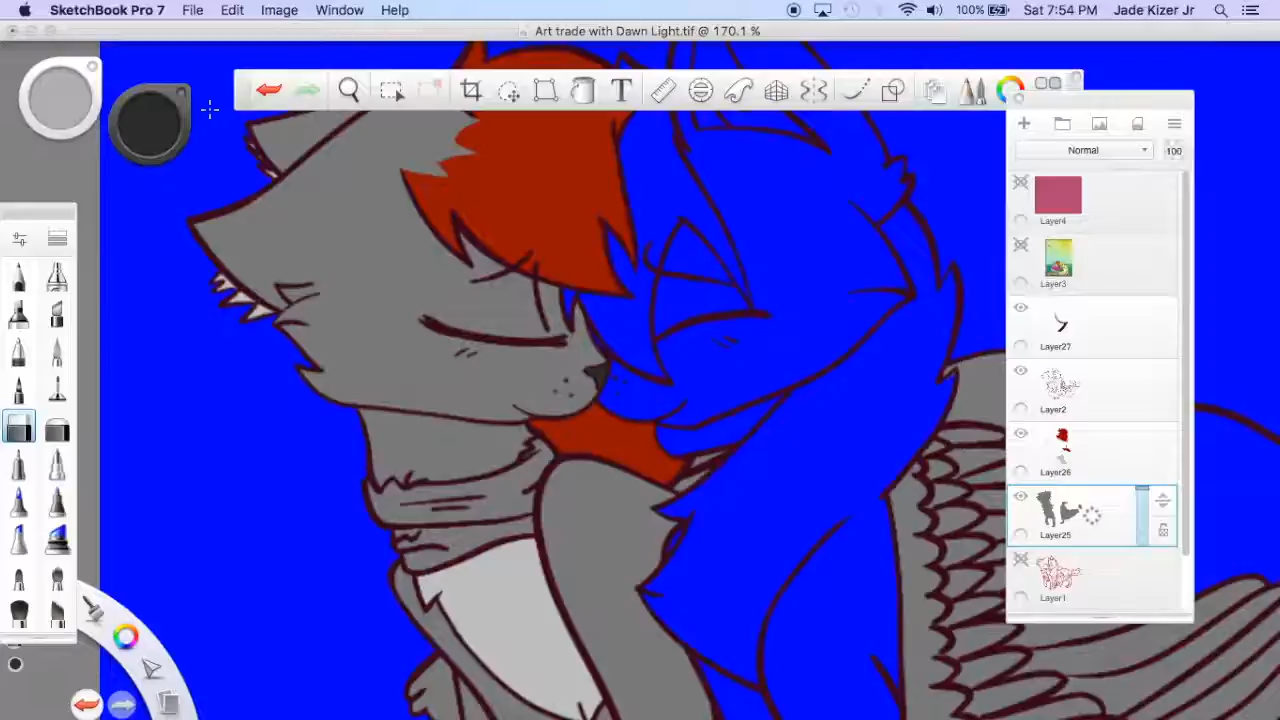 SketchBook Pro 7 File Edit Image Window Help 100% Sat 7:54 PM Jade Kizer Jr
Art trade with Dawn Light.tif @ 170.1 %
T
Normal 100
Layer4
Layer3
Layer27
Layer2
Layer26
Layer25
Layer1